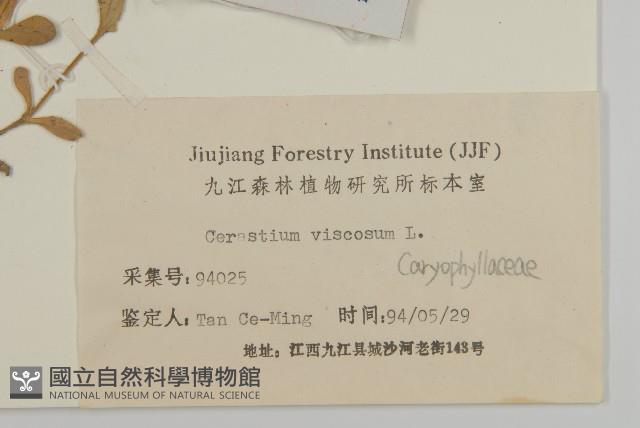 Jiujiang Forestry Institute (JJF)
九江森林植物研究所标本室
Cerastium viscosum L.
Caryophyllaceae
采集号: 94025
鉴定人: Tan Ce-Ming 时间: 94/05/29
地址: 江西九江县城沙河老街143号
國立自然科學博物館
NATIONAL MUSEUM OF NATURAL SCIENCE